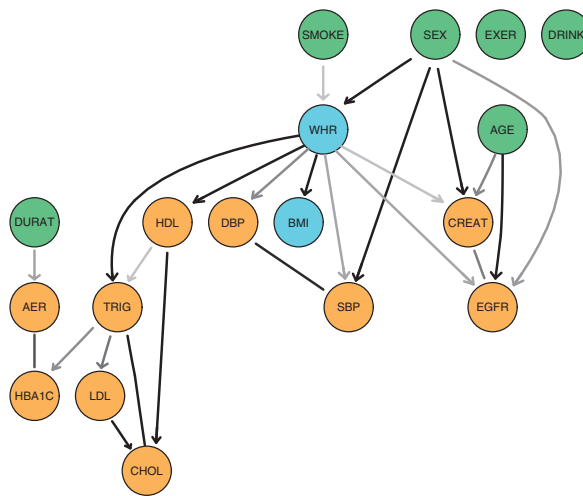 SMOKE
SEX
EXER
DRINK
WHR
AGE
DURAT
HDL
DBP
BMI
CREAT
AER
TRIG
SBP
EGFR
HBA1C
LDL
CHOL